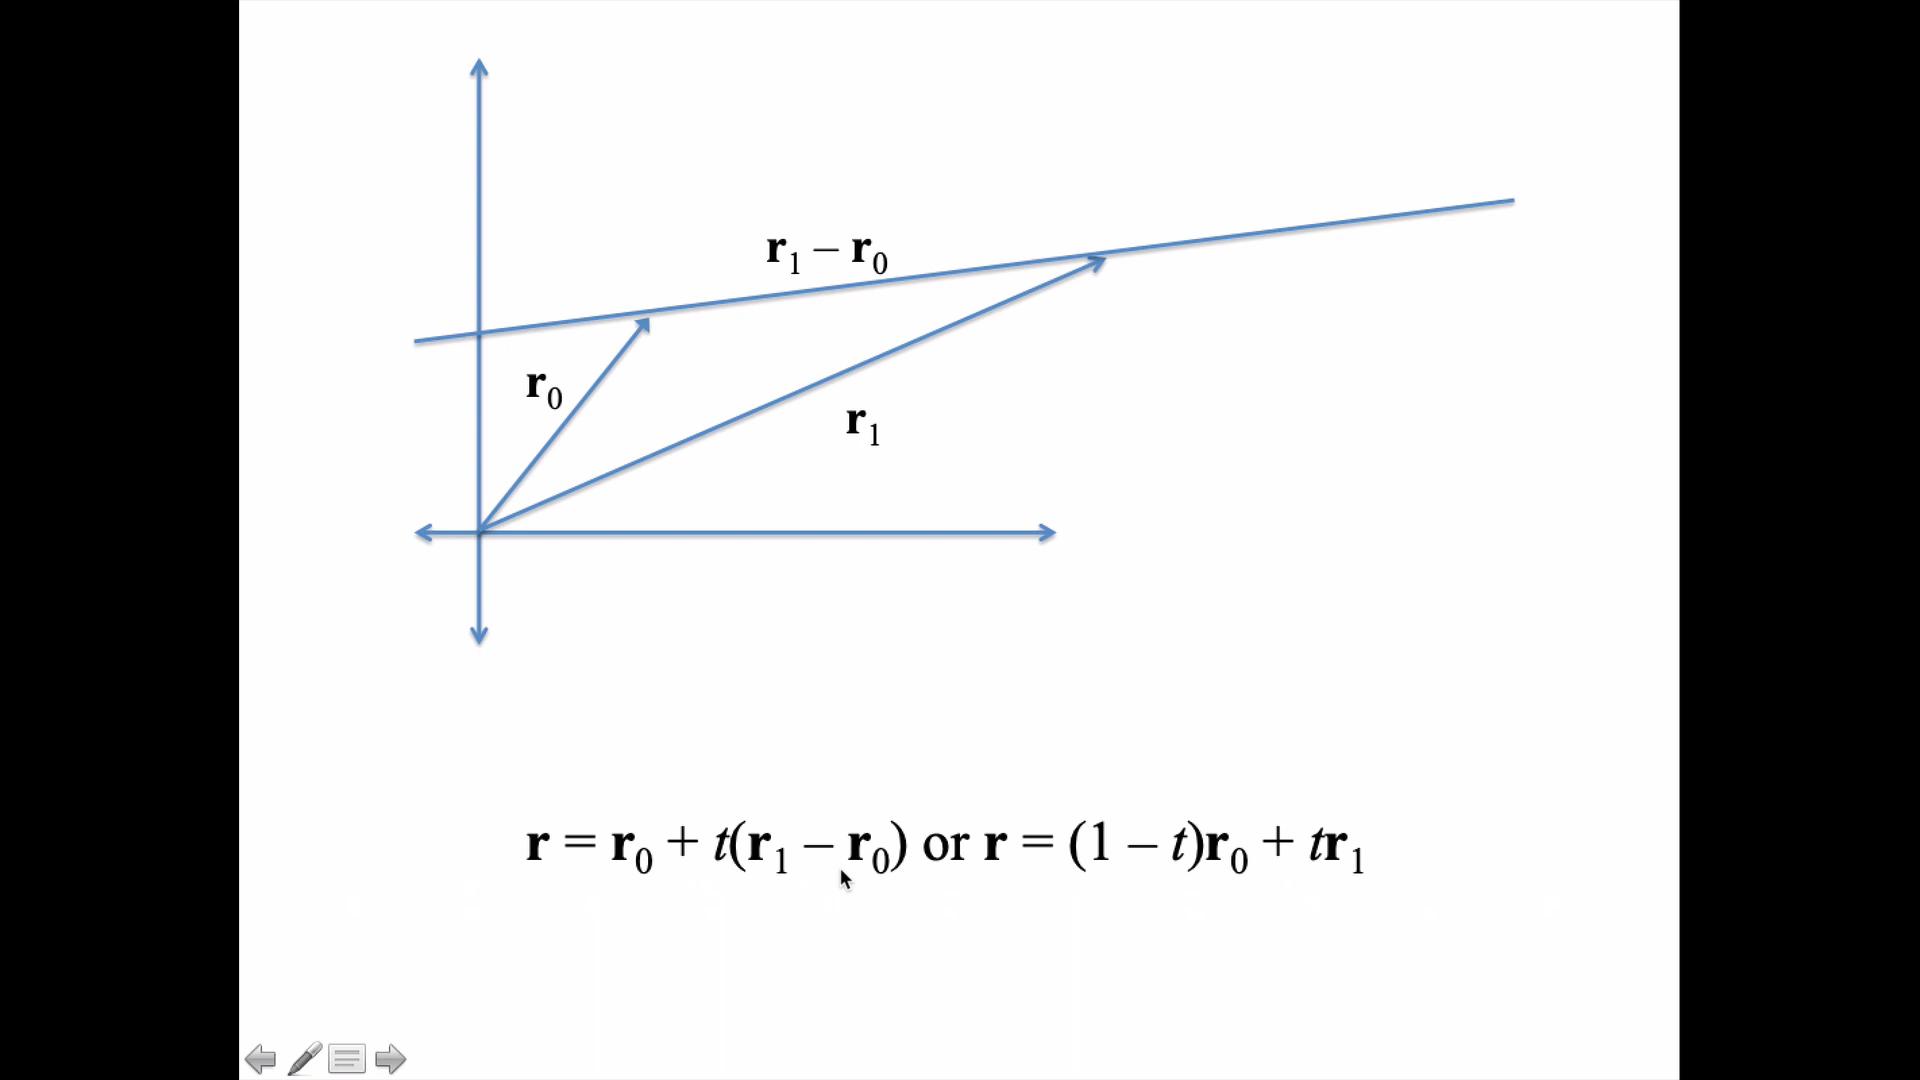 𝐫₁ – 𝐫₀
𝐫₀
𝐫₁
𝐫 = 𝐫₀ + t(𝐫₁ – 𝐫₀) or 𝐫 = (1 – t)𝐫₀ + t𝐫₁